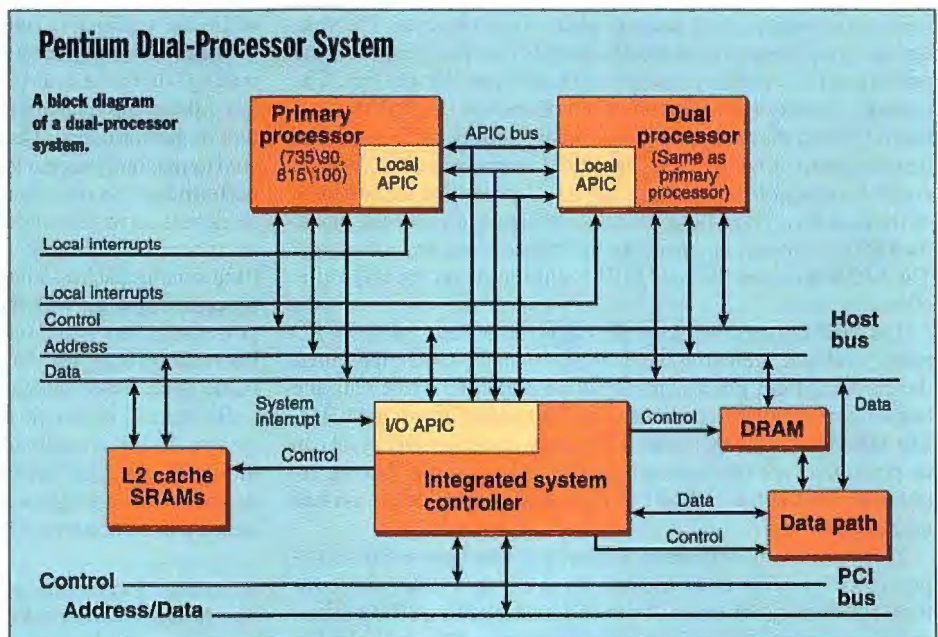 Pentium Dual-Processor System
A block diagram
of a dual-processor
system.
Primary
processor
(735\90,
815\100)
Local
APIC
APIC bus
Local
APIC
Dual
processor
(Same as
primary
processor)
Local interrupts
Local interrupts
Control
Address
Data
Host
bus
System
interrupt
I/O APIC
Integrated system
controller
Control
L2 cache
SRAMs
Control
DRAM
Data
Data
Control
Data path
Control
Address/Data
PCI
bus